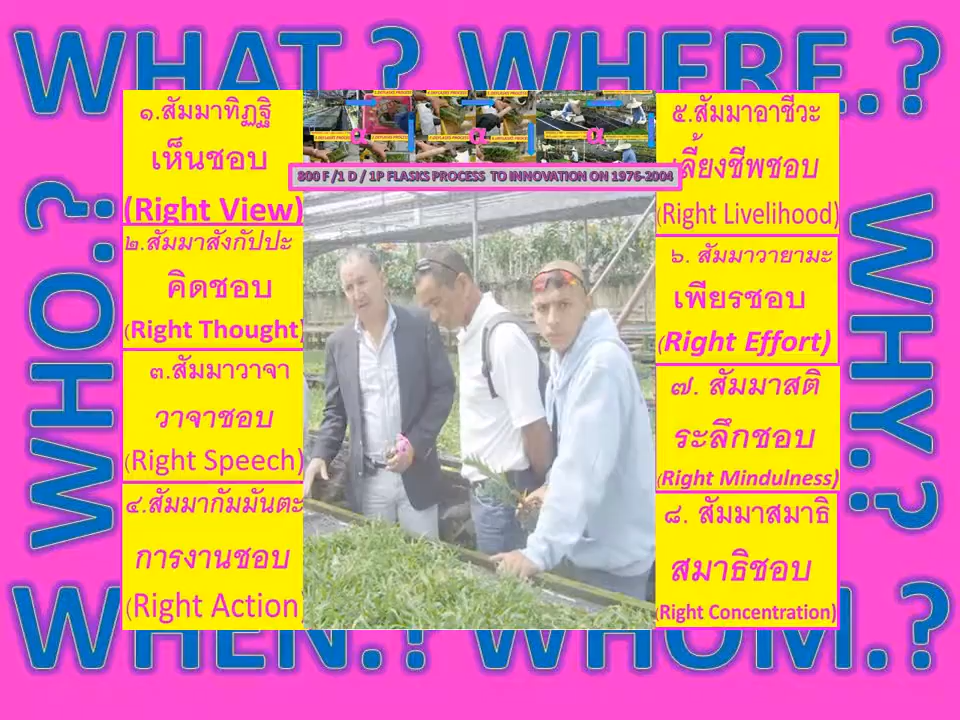 WHAT.? WHERE.?
WHO.?
WHY.?
800 F /1 D / 1P FLASKS PROCESS TO INNOVATION ON 1976-2004
๑.สัมมาทิฏฐิ
เห็นชอบ
(Right View)
๒.สัมมาสังกัปปะ
คิดชอบ
(Right Thought)
๓.สัมมาวาจา
วาจาชอบ
(Right Speech)
๔.สัมมากัมมันตะ
การงานชอบ
(Right Action)
๕.สัมมาอาชีวะ
เลี้ยงชีพชอบ
(Right Livelihood)
๖. สัมมาวายามะ
เพียรชอบ
(Right Effort)
๗. สัมมาสติ
ระลึกชอบ
(Right Mindulness)
๘. สัมมาสมาธิ
สมาธิชอบ
(Right Concentration)
WHEN.? WHOM.?